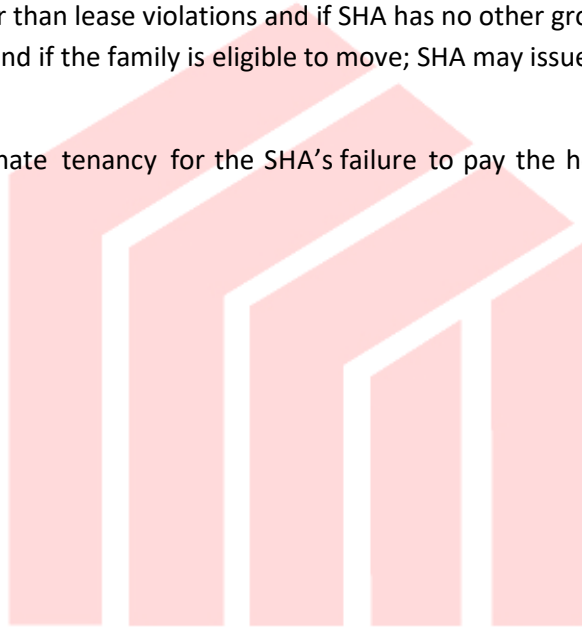 than lease violations and if SHA has no other
nd if the family is eligible to move; SHA may issue
nate tenancy for the SHA's failure to pay the h